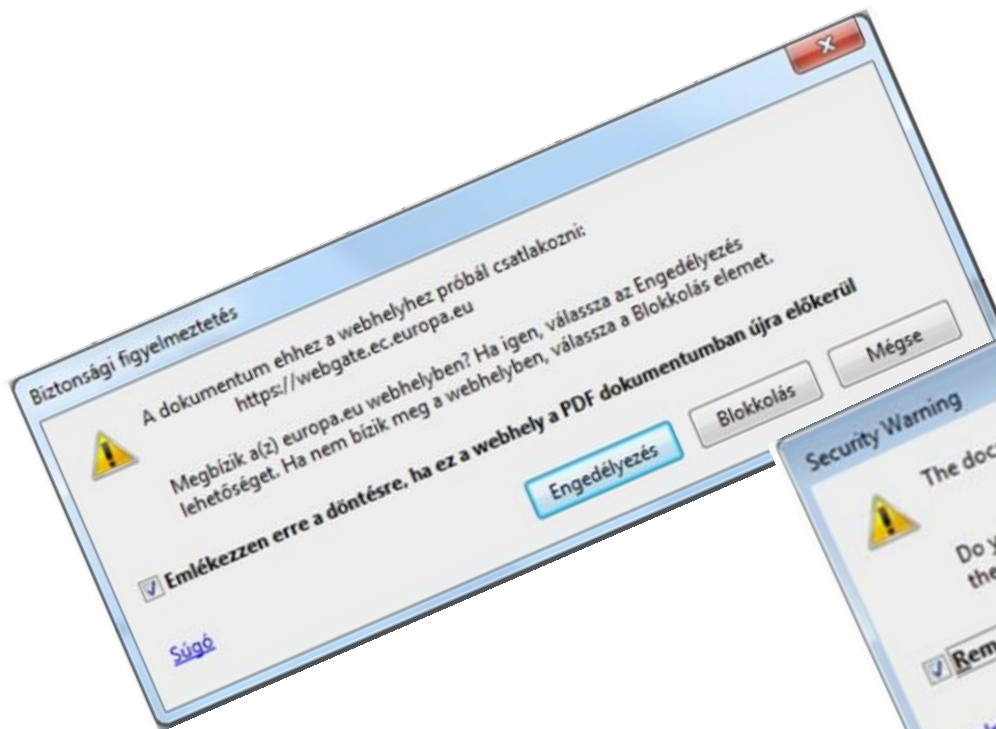 Biztonsági figyelmeztetés
A dokumentum ehhez a webhelyhez próbál csatlakozni:
https://webgate.ec.europa.eu
Megbízik a(z) europa.eu webhelyben? Ha igen, válassza az Engedélyezés
lehetőséget. Ha nem bízik meg a webhelyben, válassza a Blokkolás elemet.
Emlékezzen erre a döntésre, ha ez a webhely a PDF dokumentumban újra előkerül
Engedélyezés
Blokkolás
Mégse
Súgó
Security Warning
The doc
Do y
the
Rem